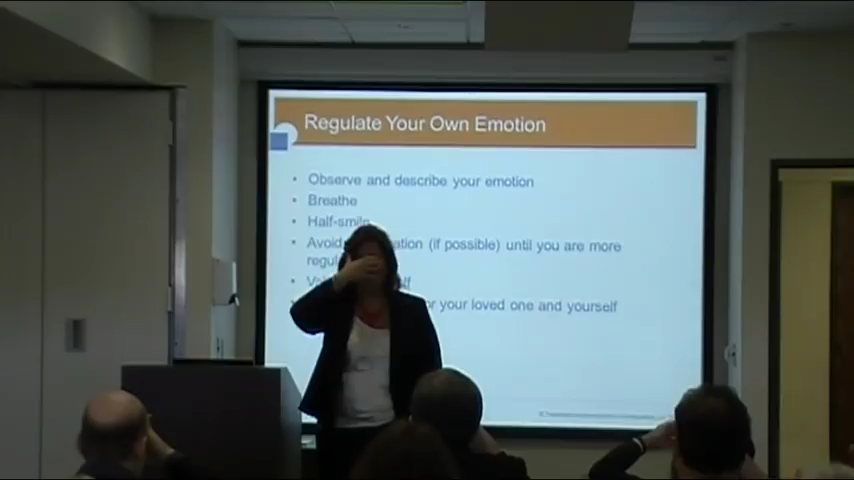 Regulate Your Own Emotion
• Observe and describe your emotion
• Breathe
• Half-smile
• Avoid (if possible) until you are more
for your loved one and yourself